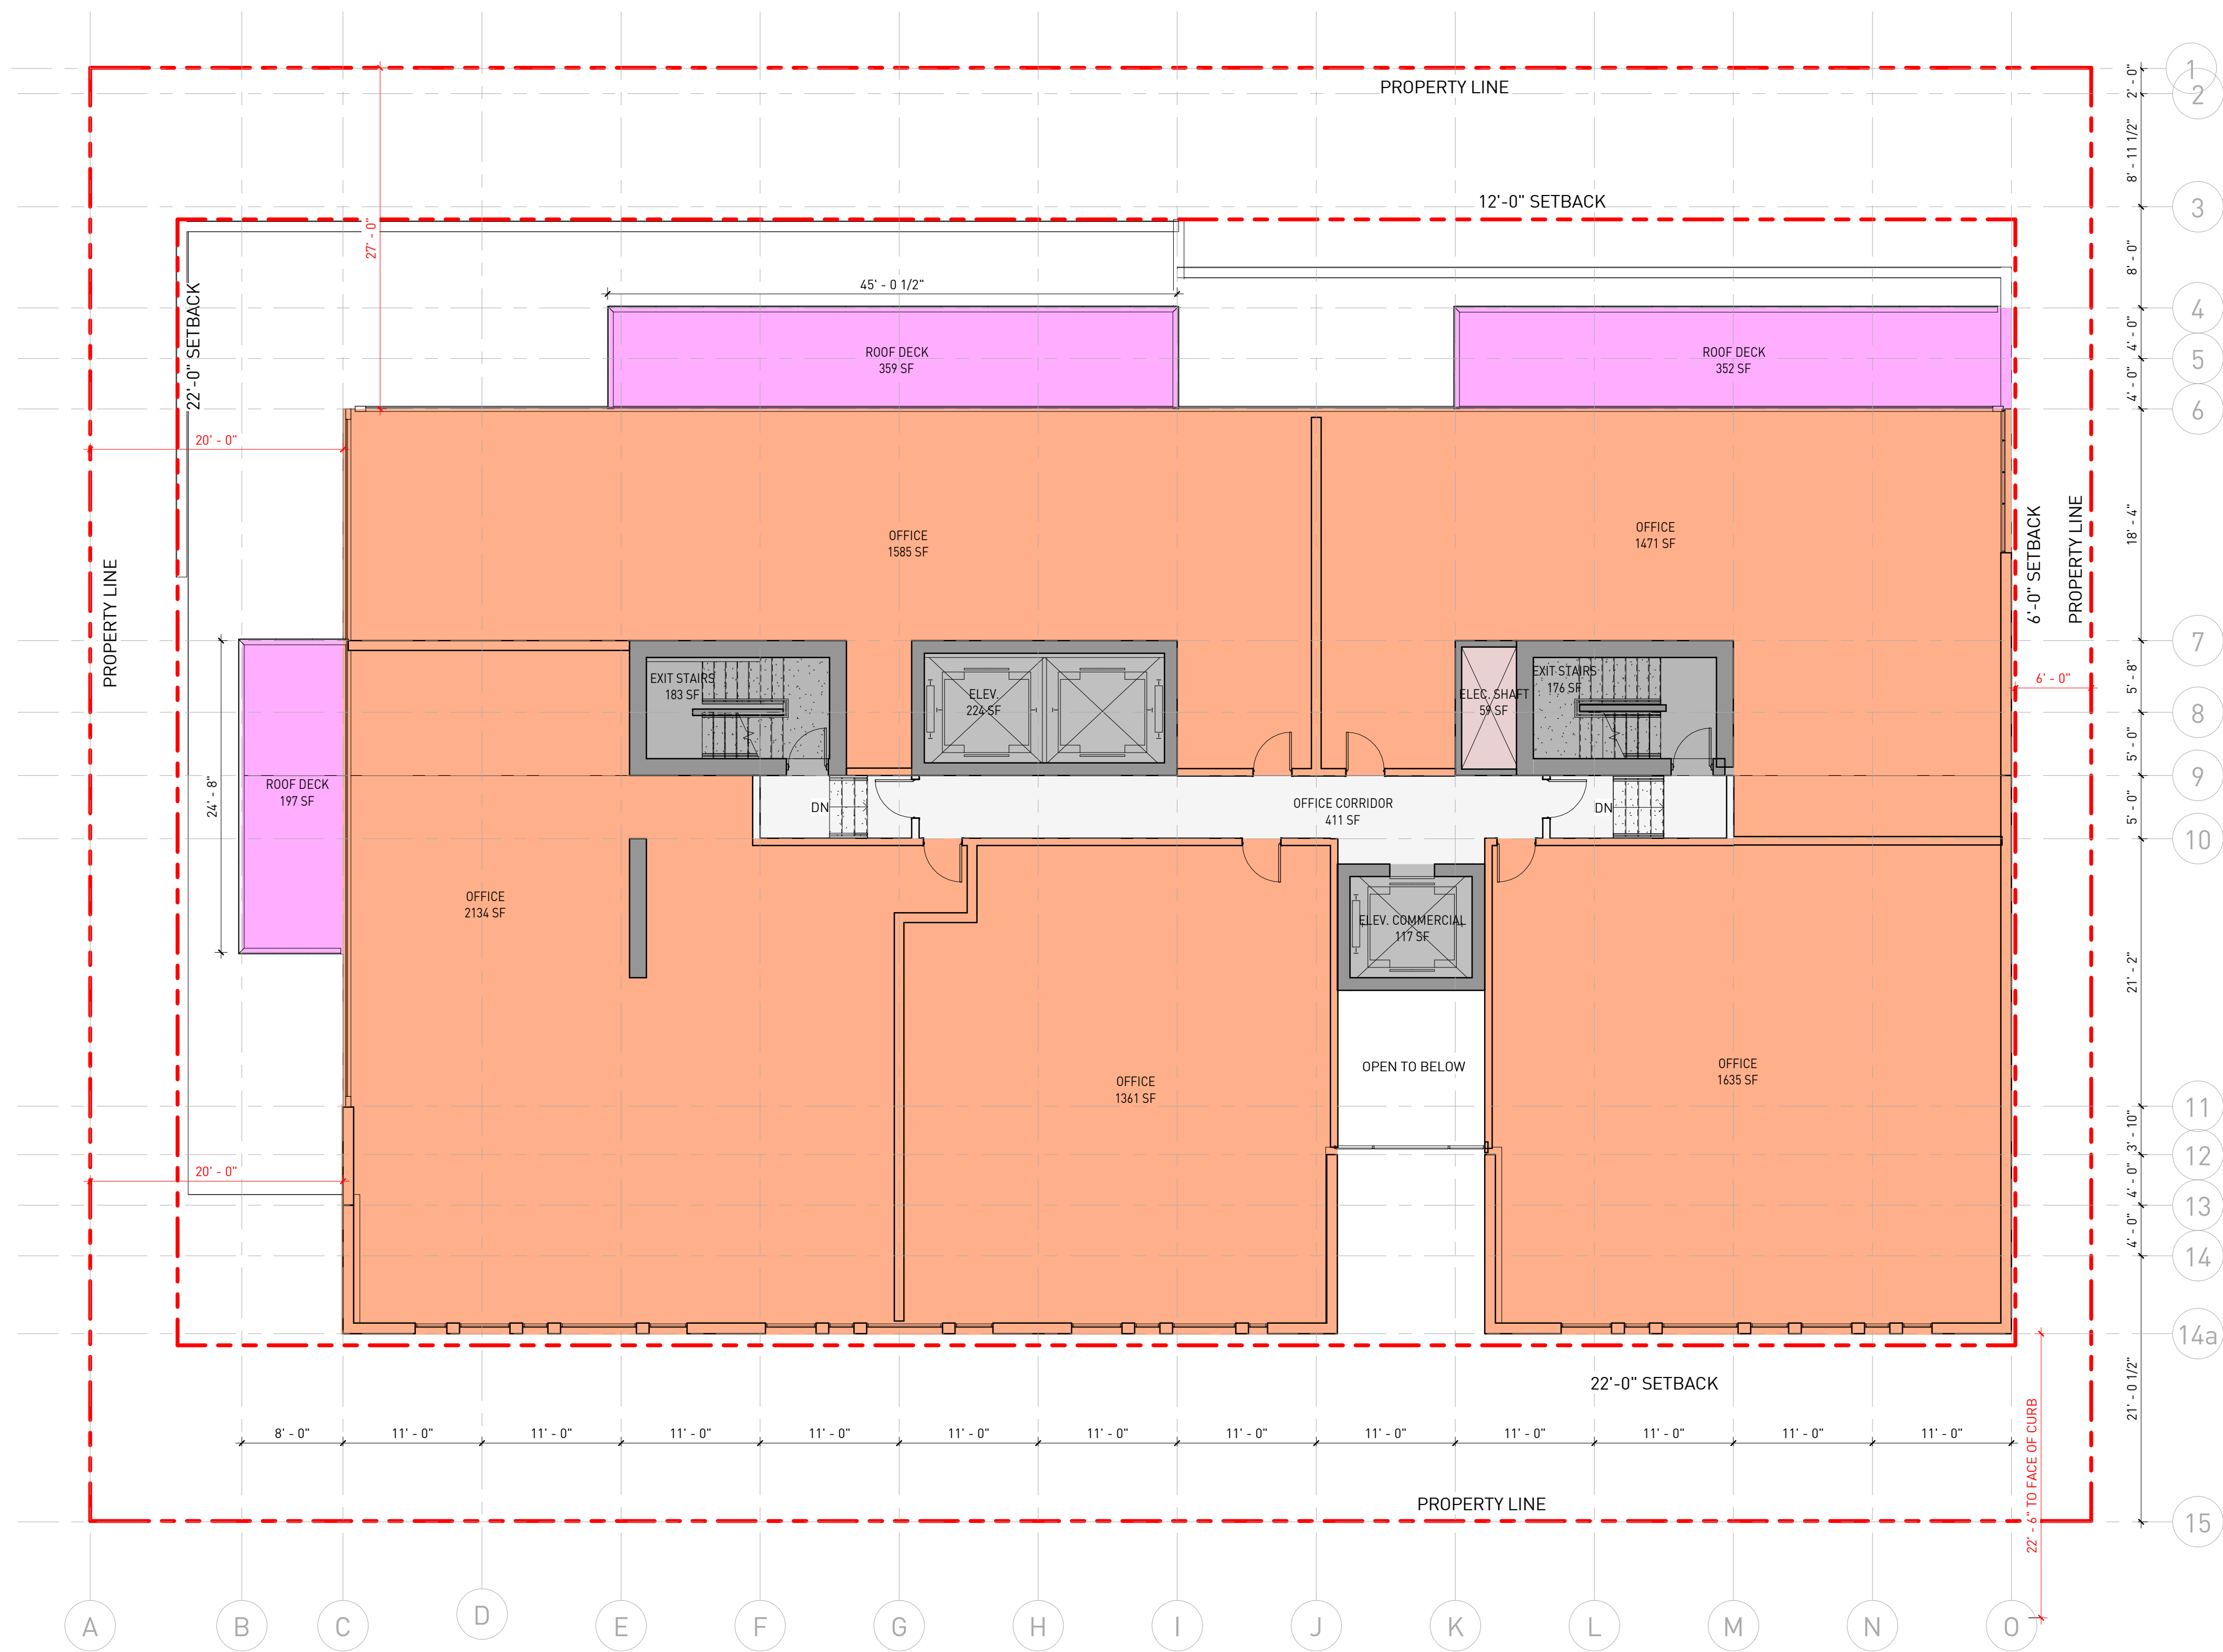 1
PROPERTY LINE
2' - 0"
2
8' - 11 1/2"
12'-0" SETBACK
3
27' - 0"
8' - 0"
45' - 0 1/2"
22'-0" SETBACK
4
ROOF DECK
359 SF
ROOF DECK
352 SF
4' - 0"
5
4' - 0"
6
20' - 0"
OFFICE
1585 SF
OFFICE
1471 SF
18' - 4"
6'-0" SETBACK
PROPERTY LINE
PROPERTY LINE
7
EXIT STAIRS
183 SF
ELEV.
224 SF
ELEC. SHAFT
59 SF
EXIT STAIRS
176 SF
6' - 0"
5' - 8"
8
5' - 0"
9
24' - 8"
ROOF DECK
197 SF
DN
OFFICE CORRIDOR
411 SF
DN
5' - 0"
10
OFFICE
2134 SF
ELEV. COMMERCIAL
117 SF
21' - 2"
OPEN TO BELOW
OFFICE
1361 SF
OFFICE
1635 SF
11
3' - 10"
12
20' - 0"
4' - 0"
13
4' - 0"
14
14a
22'-0" SETBACK
21' - 0 1/2"
8' - 0"
11' - 0"
11' - 0"
11' - 0"
11' - 0"
11' - 0"
11' - 0"
11' - 0"
11' - 0"
11' - 0"
11' - 0"
11' - 0"
11' - 0"
22' - 6" TO FACE OF CURB
PROPERTY LINE
15
A
B
C
D
E
F
G
H
I
J
K
L
M
N
O